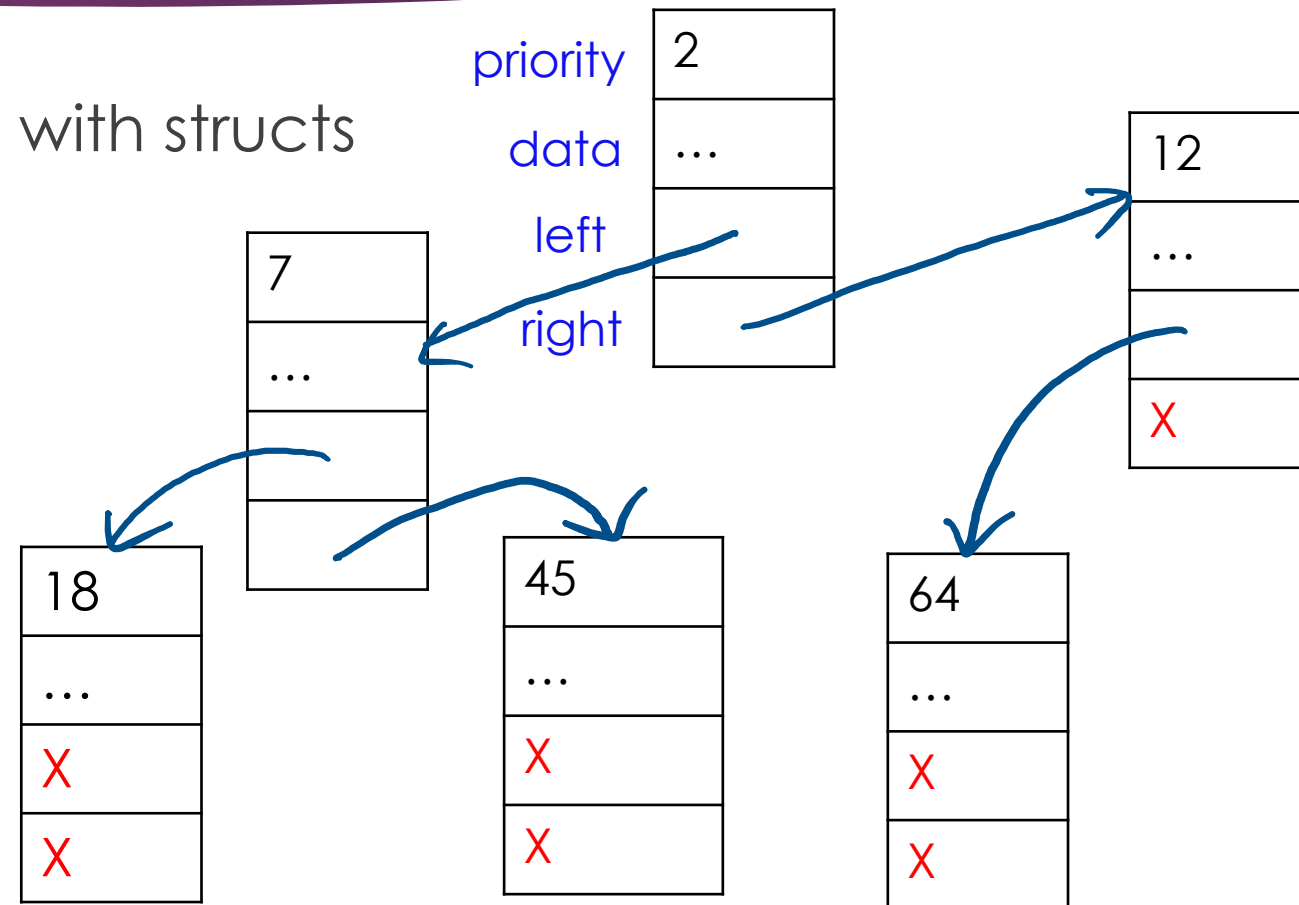 with structs
priority
data
left
right
2
...
7
...
12
...
X
18
...
X
X
45
...
X
X
64
...
X
X